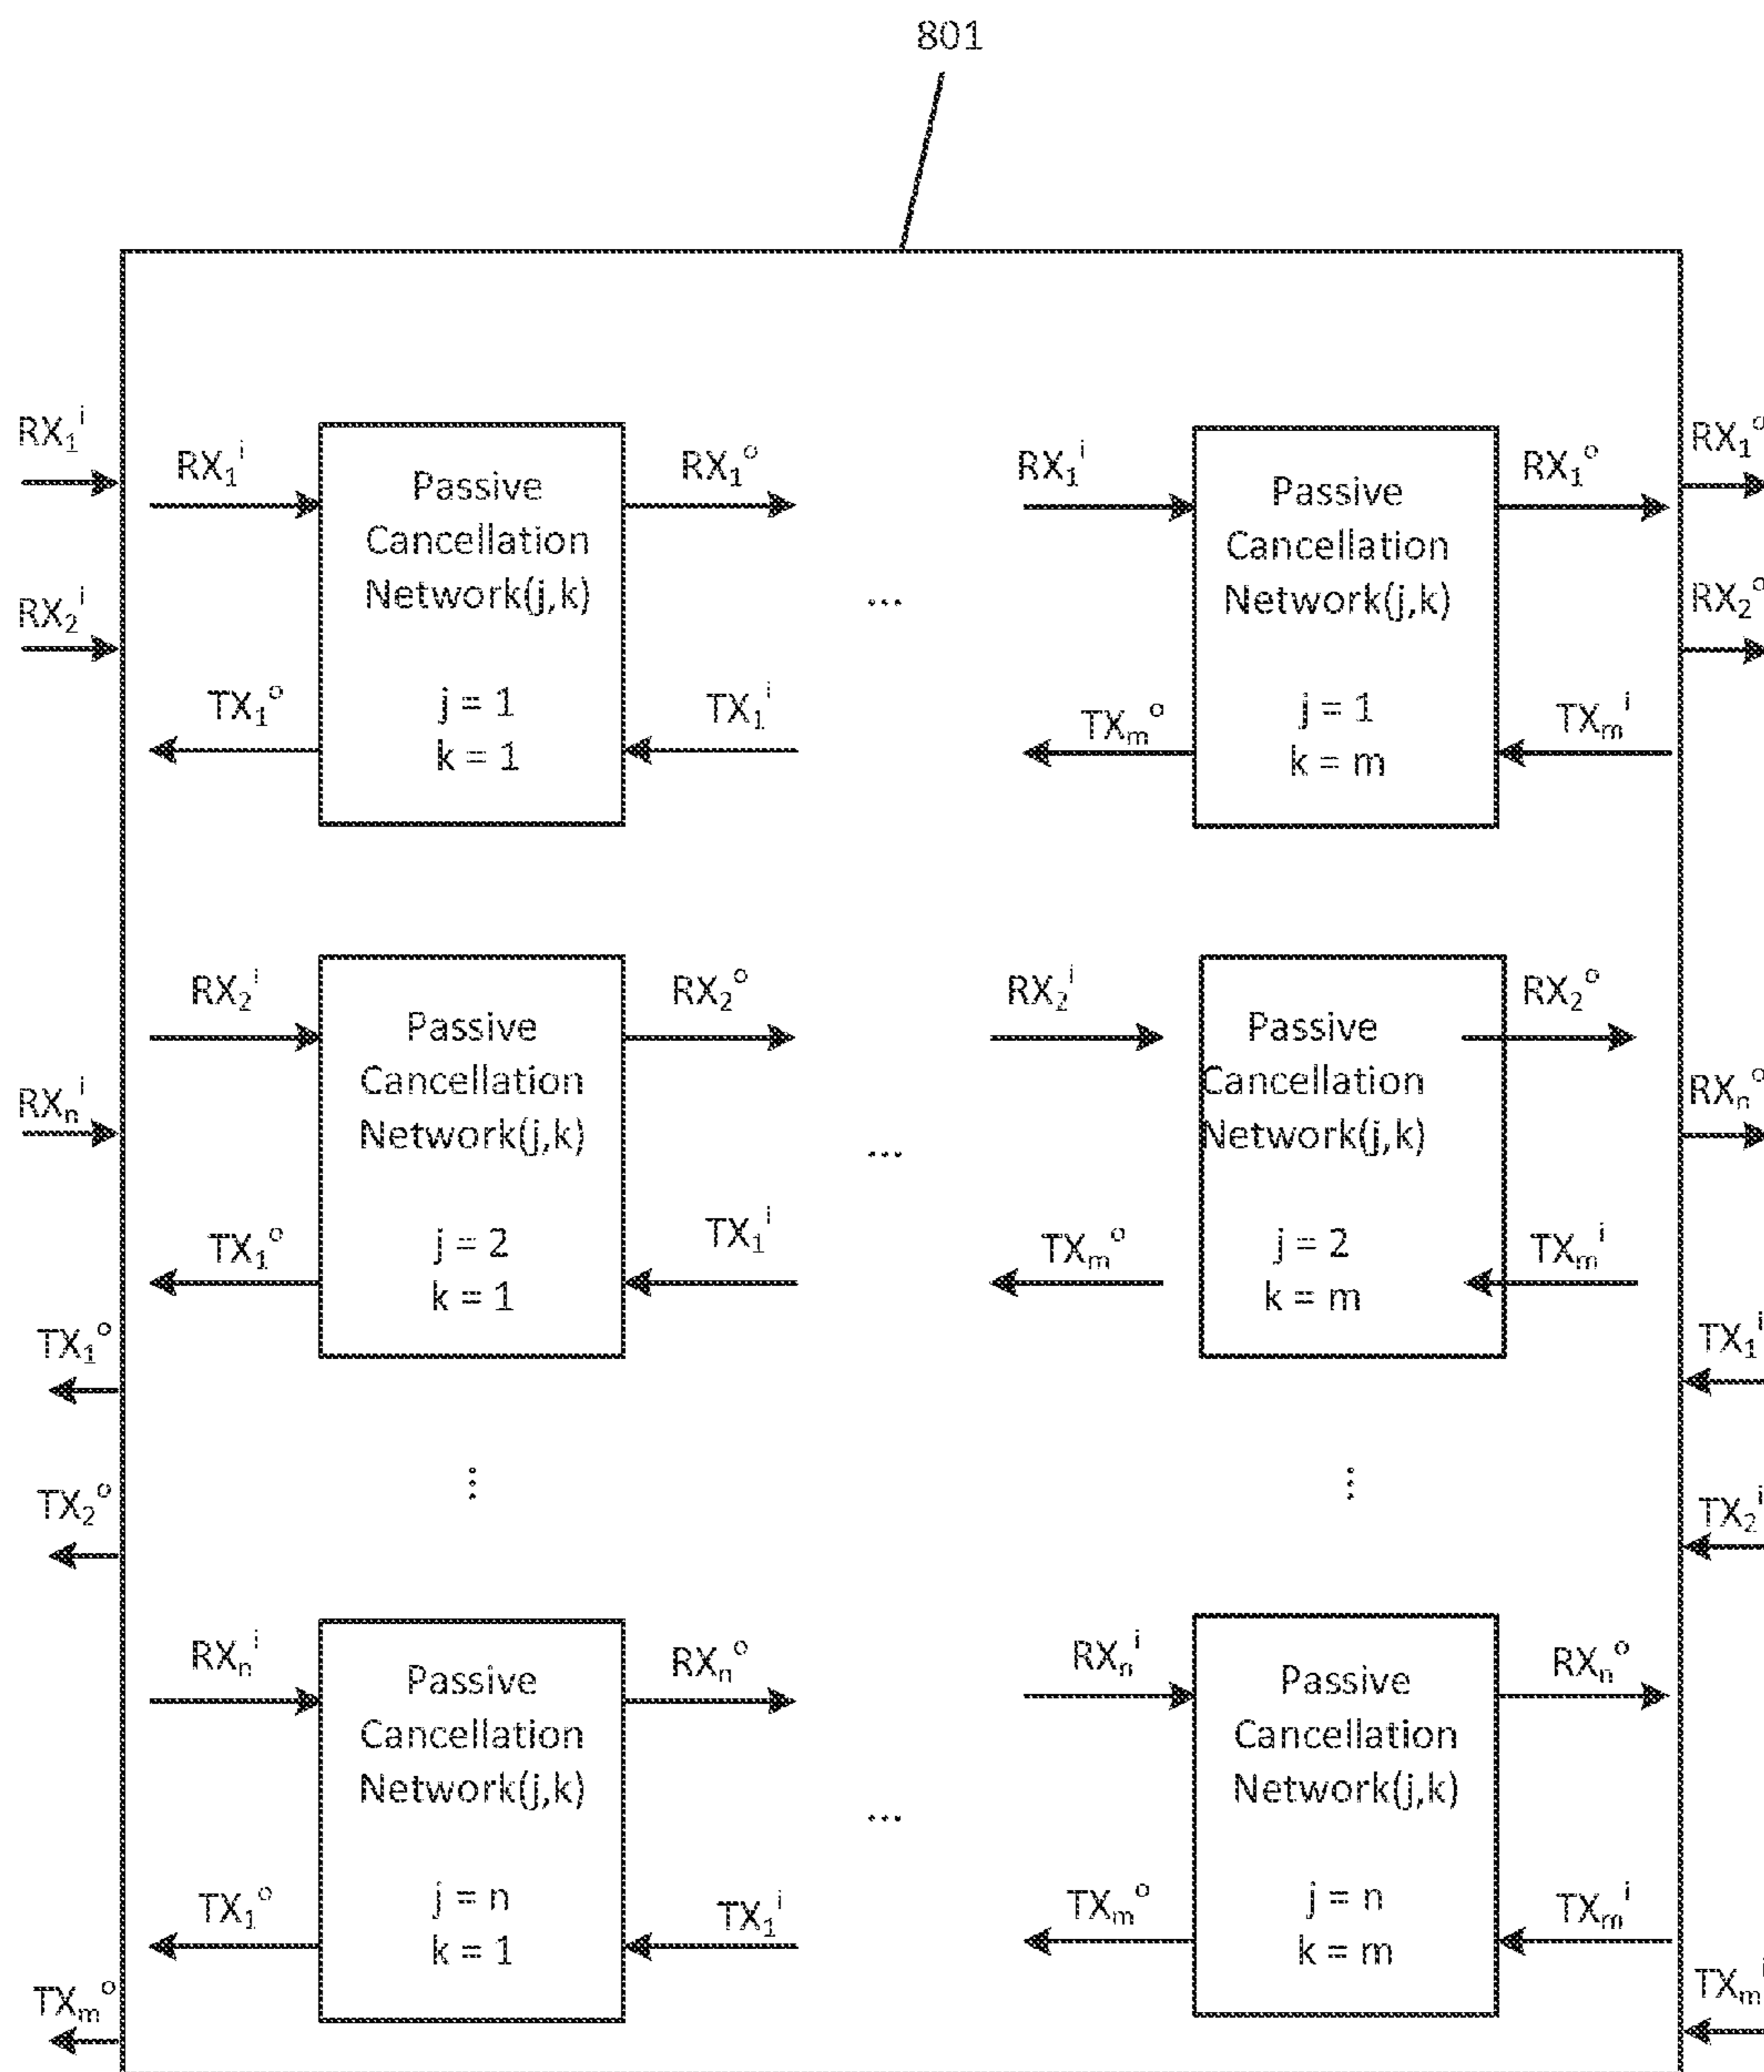 801
RX₁ⁱ
RX₂ⁱ
RXₙⁱ
TX₁ᵒ
TX₂ᵒ
TXₘᵒ
RX₁ⁱ
Passive
Cancellation
Network(j,k)
j = 1
k = 1
RX₁ᵒ
TX₁ᵒ
TX₁ⁱ
...
RX₁ⁱ
Passive
Cancellation
Network(j,k)
j = 1
k = m
RX₁ᵒ
TXₘᵒ
TXₘⁱ
RX₂ⁱ
Passive
Cancellation
Network(j,k)
j = 2
k = 1
RX₂ᵒ
TX₁ᵒ
TX₁ⁱ
...
RX₂ⁱ
Passive
Cancellation
Network(j,k)
j = 2
k = m
RX₂ᵒ
TXₘᵒ
TXₘⁱ
⋮
⋮
RXₙⁱ
Passive
Cancellation
Network(j,k)
j = n
k = 1
RXₙᵒ
TX₁ᵒ
TX₁ⁱ
...
RXₙⁱ
Passive
Cancellation
Network(j,k)
j = n
k = m
RXₙᵒ
TXₘᵒ
TXₘⁱ
RX₁ᵒ
RX₂ᵒ
RXₙᵒ
TX₁ⁱ
TX₂ⁱ
TXₘⁱ